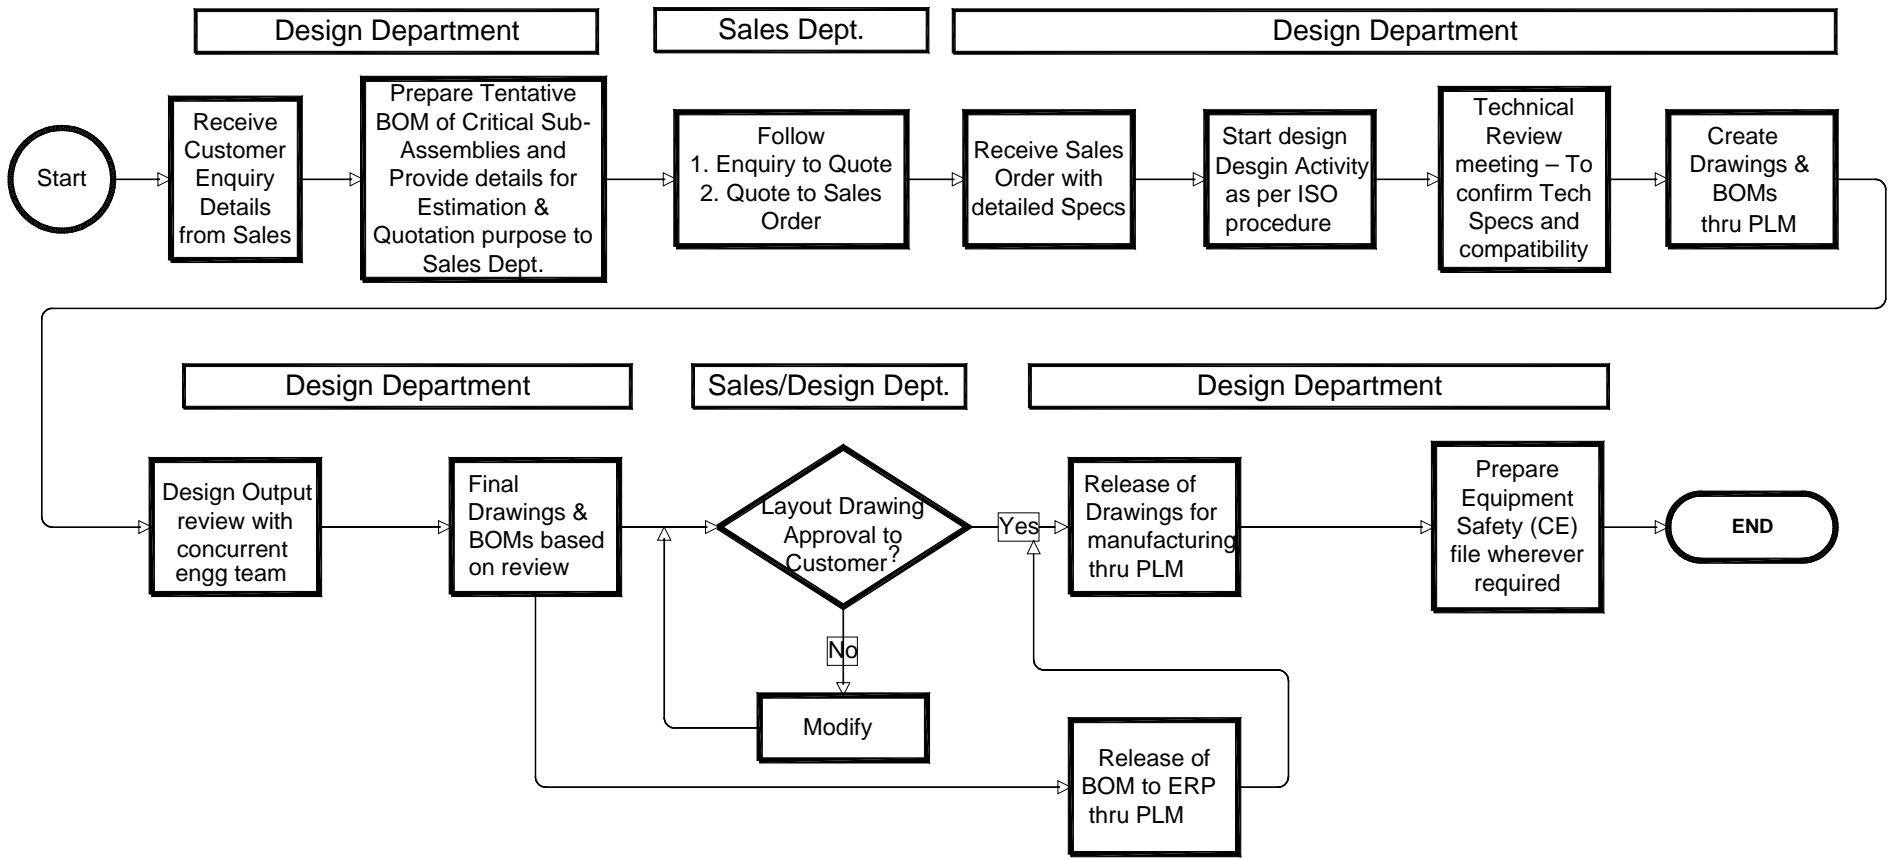 Design Department
Sales Dept.
Design Department
Start
Receive
Customer
Enquiry
Details
from Sales
Prepare Tentative
BOM of Critical Sub-
Assemblies and
Provide details for
Estimation &
Quotation purpose to
Sales Dept.
Follow
1. Enquiry to Quote
2. Quote to Sales
Order
Receive Sales
Order with
detailed Specs
Start design
Desgin Activity
as per ISO
procedure
Technical
Review
meeting – To
confirm Tech
Specs and
compatibility
Create
Drawings &
BOMs
thru PLM
Design Department
Sales/Design Dept.
Design Department
Design Output
review with
concurrent
engg team
Final
Drawings &
BOMs based
on review
Layout Drawing
Approval to
Customer?
Yes
Release of
Drawings for
manufacturing
thru PLM
Prepare
Equipment
Safety (CE)
file wherever
required
END
No
Modify
Release of
BOM to ERP
thru PLM